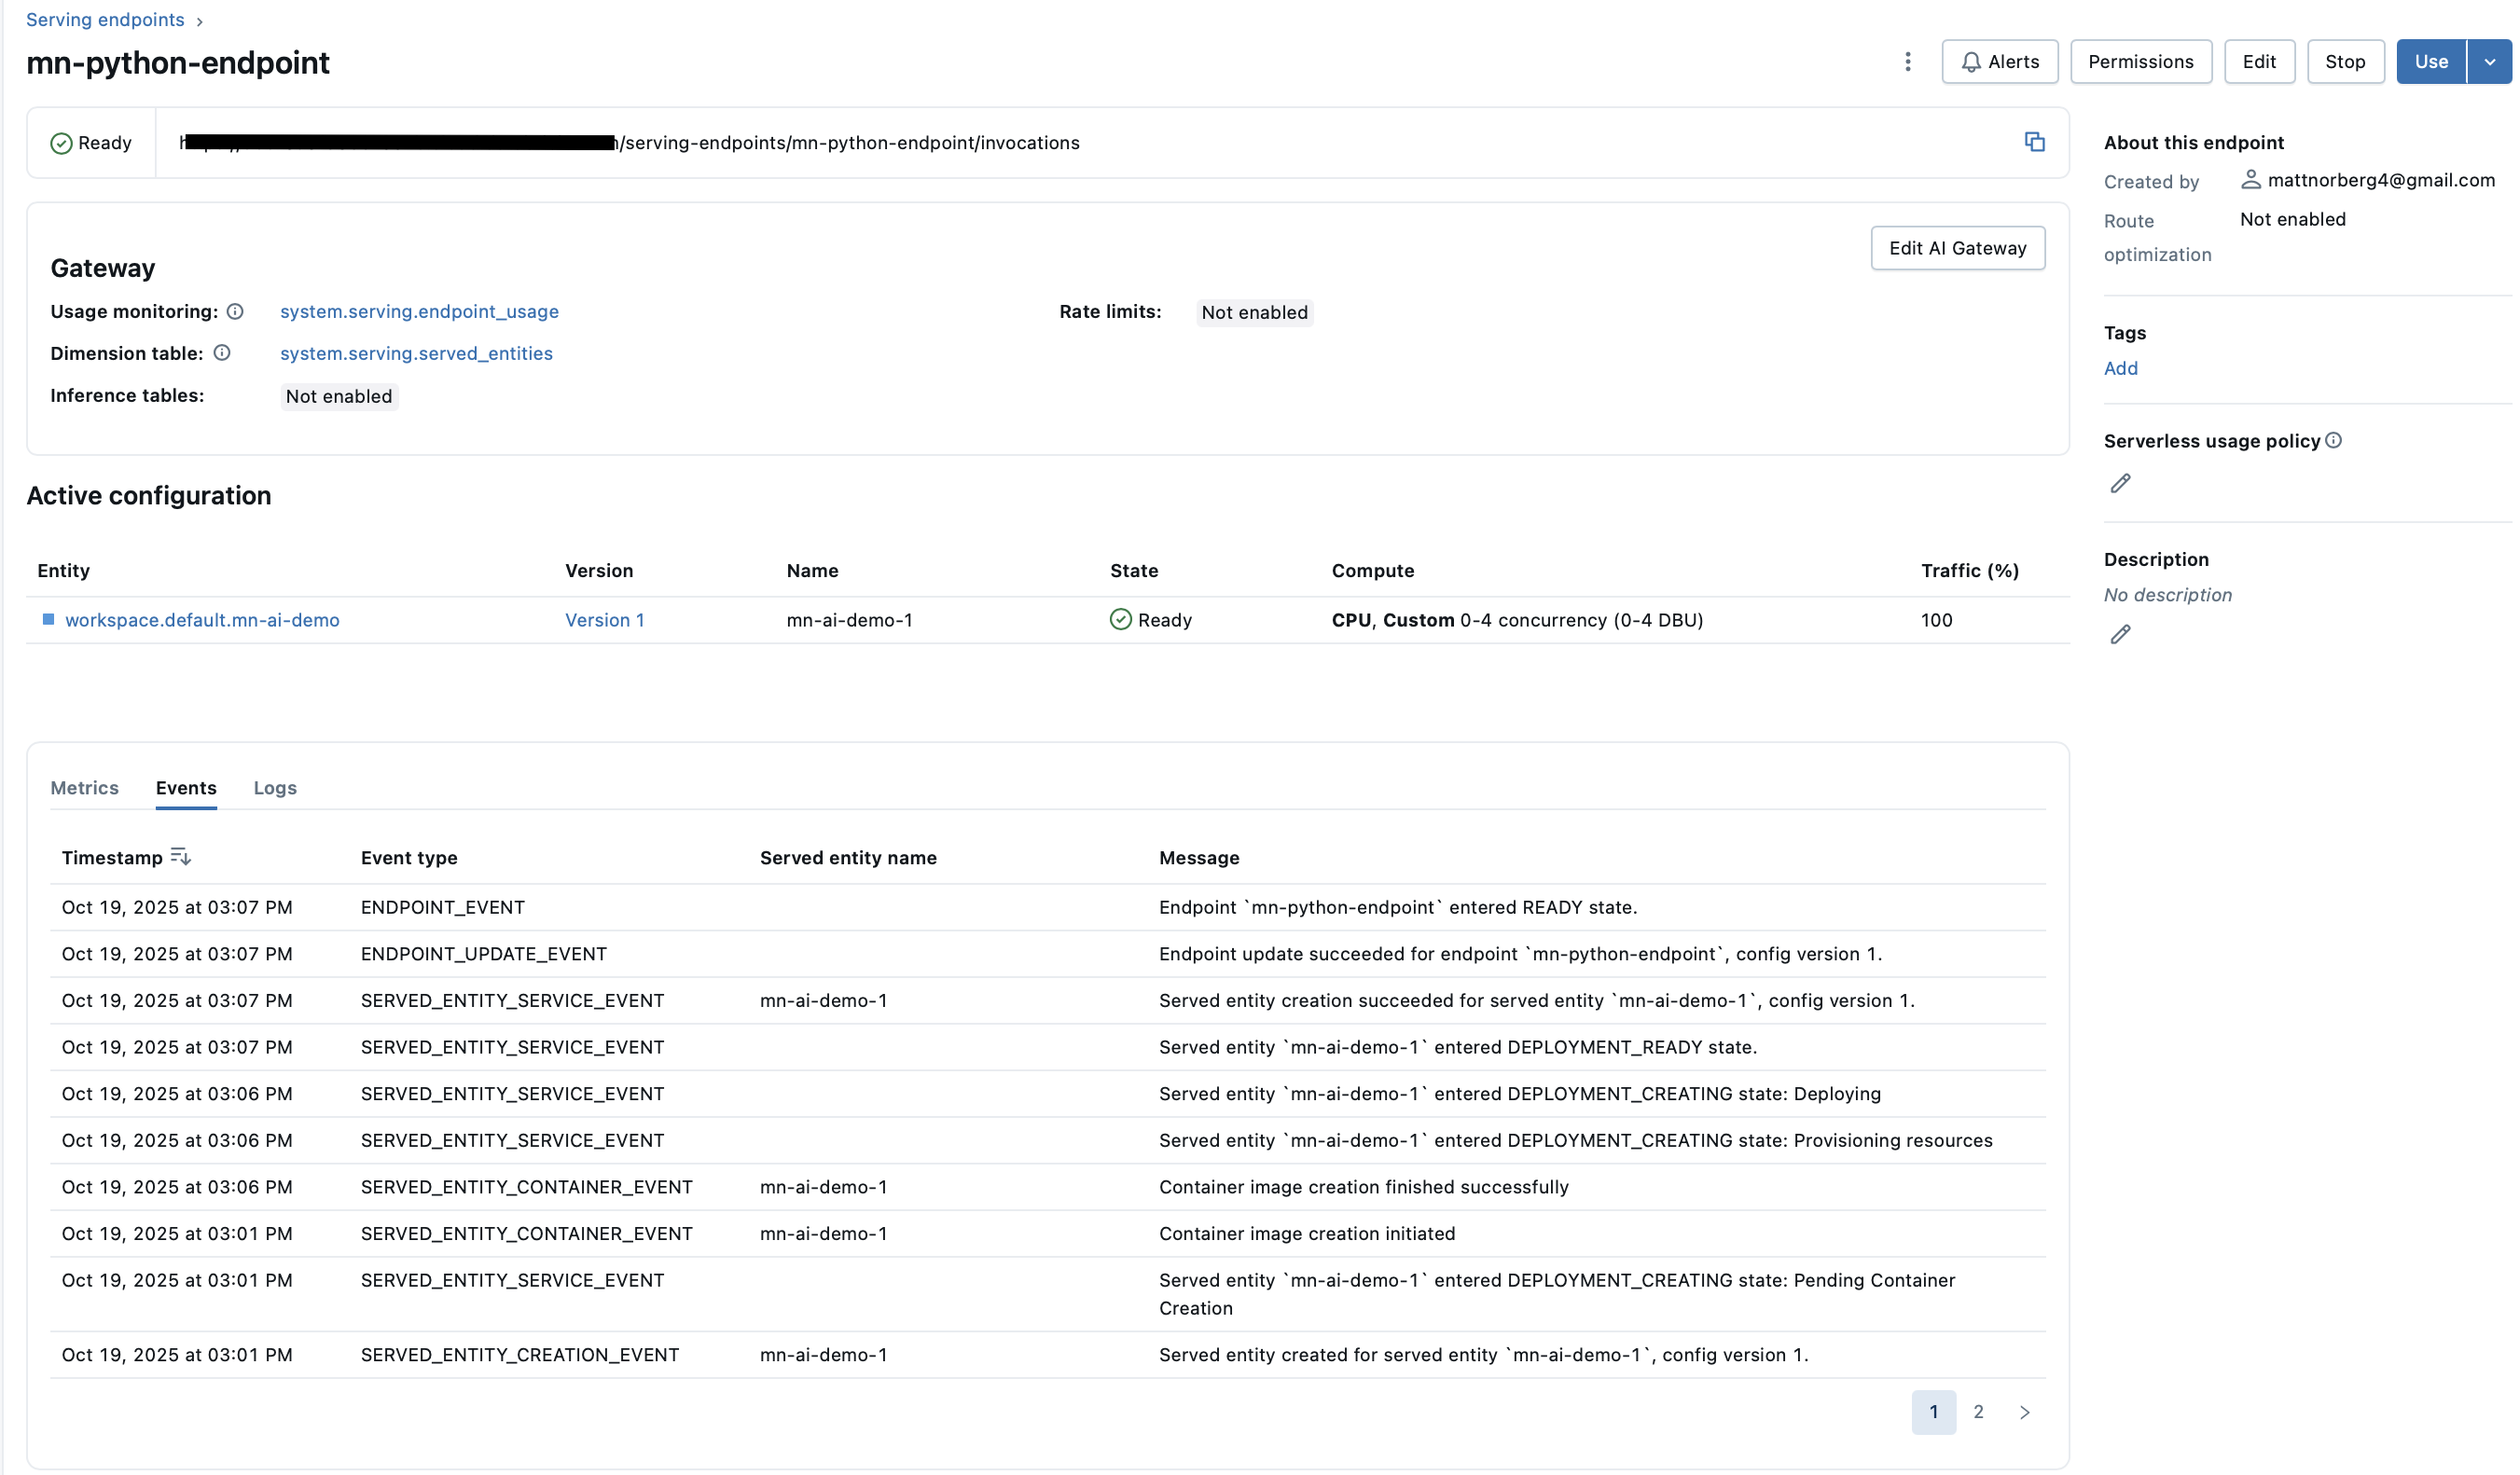 Serving endpoints >
mn-python-endpoint
Alerts Permissions Edit Stop Use
Ready
/serving-endpoints/mn-python-endpoint/invocations
Gateway
Edit AI Gateway
Usage monitoring: system.serving.endpoint_usage
Rate limits: Not enabled
Dimension table: system.serving.served_entities
Inference tables: Not enabled
Active configuration
Entity Version Name State Compute Traffic (%)
workspace.default.mn-ai-demo Version 1 mn-ai-demo-1 Ready CPU, Custom 0-4 concurrency (0-4 DBU) 100
Metrics Events Logs
Timestamp Event type Served entity name Message
Oct 19, 2025 at 03:07 PM ENDPOINT_EVENT Endpoint `mn-python-endpoint` entered READY state.
Oct 19, 2025 at 03:07 PM ENDPOINT_UPDATE_EVENT Endpoint update succeeded for endpoint `mn-python-endpoint`, config version 1.
Oct 19, 2025 at 03:07 PM SERVED_ENTITY_SERVICE_EVENT mn-ai-demo-1 Served entity creation succeeded for served entity `mn-ai-demo-1`, config version 1.
Oct 19, 2025 at 03:07 PM SERVED_ENTITY_SERVICE_EVENT Served entity `mn-ai-demo-1` entered DEPLOYMENT_READY state.
Oct 19, 2025 at 03:06 PM SERVED_ENTITY_SERVICE_EVENT Served entity `mn-ai-demo-1` entered DEPLOYMENT_CREATING state: Deploying
Oct 19, 2025 at 03:06 PM SERVED_ENTITY_SERVICE_EVENT Served entity `mn-ai-demo-1` entered DEPLOYMENT_CREATING state: Provisioning resources
Oct 19, 2025 at 03:06 PM SERVED_ENTITY_CONTAINER_EVENT mn-ai-demo-1 Container image creation finished successfully
Oct 19, 2025 at 03:01 PM SERVED_ENTITY_CONTAINER_EVENT mn-ai-demo-1 Container image creation initiated
Oct 19, 2025 at 03:01 PM SERVED_ENTITY_SERVICE_EVENT Served entity `mn-ai-demo-1` entered DEPLOYMENT_CREATING state: Pending Container
Creation
Oct 19, 2025 at 03:01 PM SERVED_ENTITY_CREATION_EVENT mn-ai-demo-1 Served entity created for served entity `mn-ai-demo-1`, config version 1.
1 2 >
About this endpoint
Created by mattnorberg4@gmail.com
Route Not enabled
optimization
Tags
Add
Serverless usage policy
Description
No description